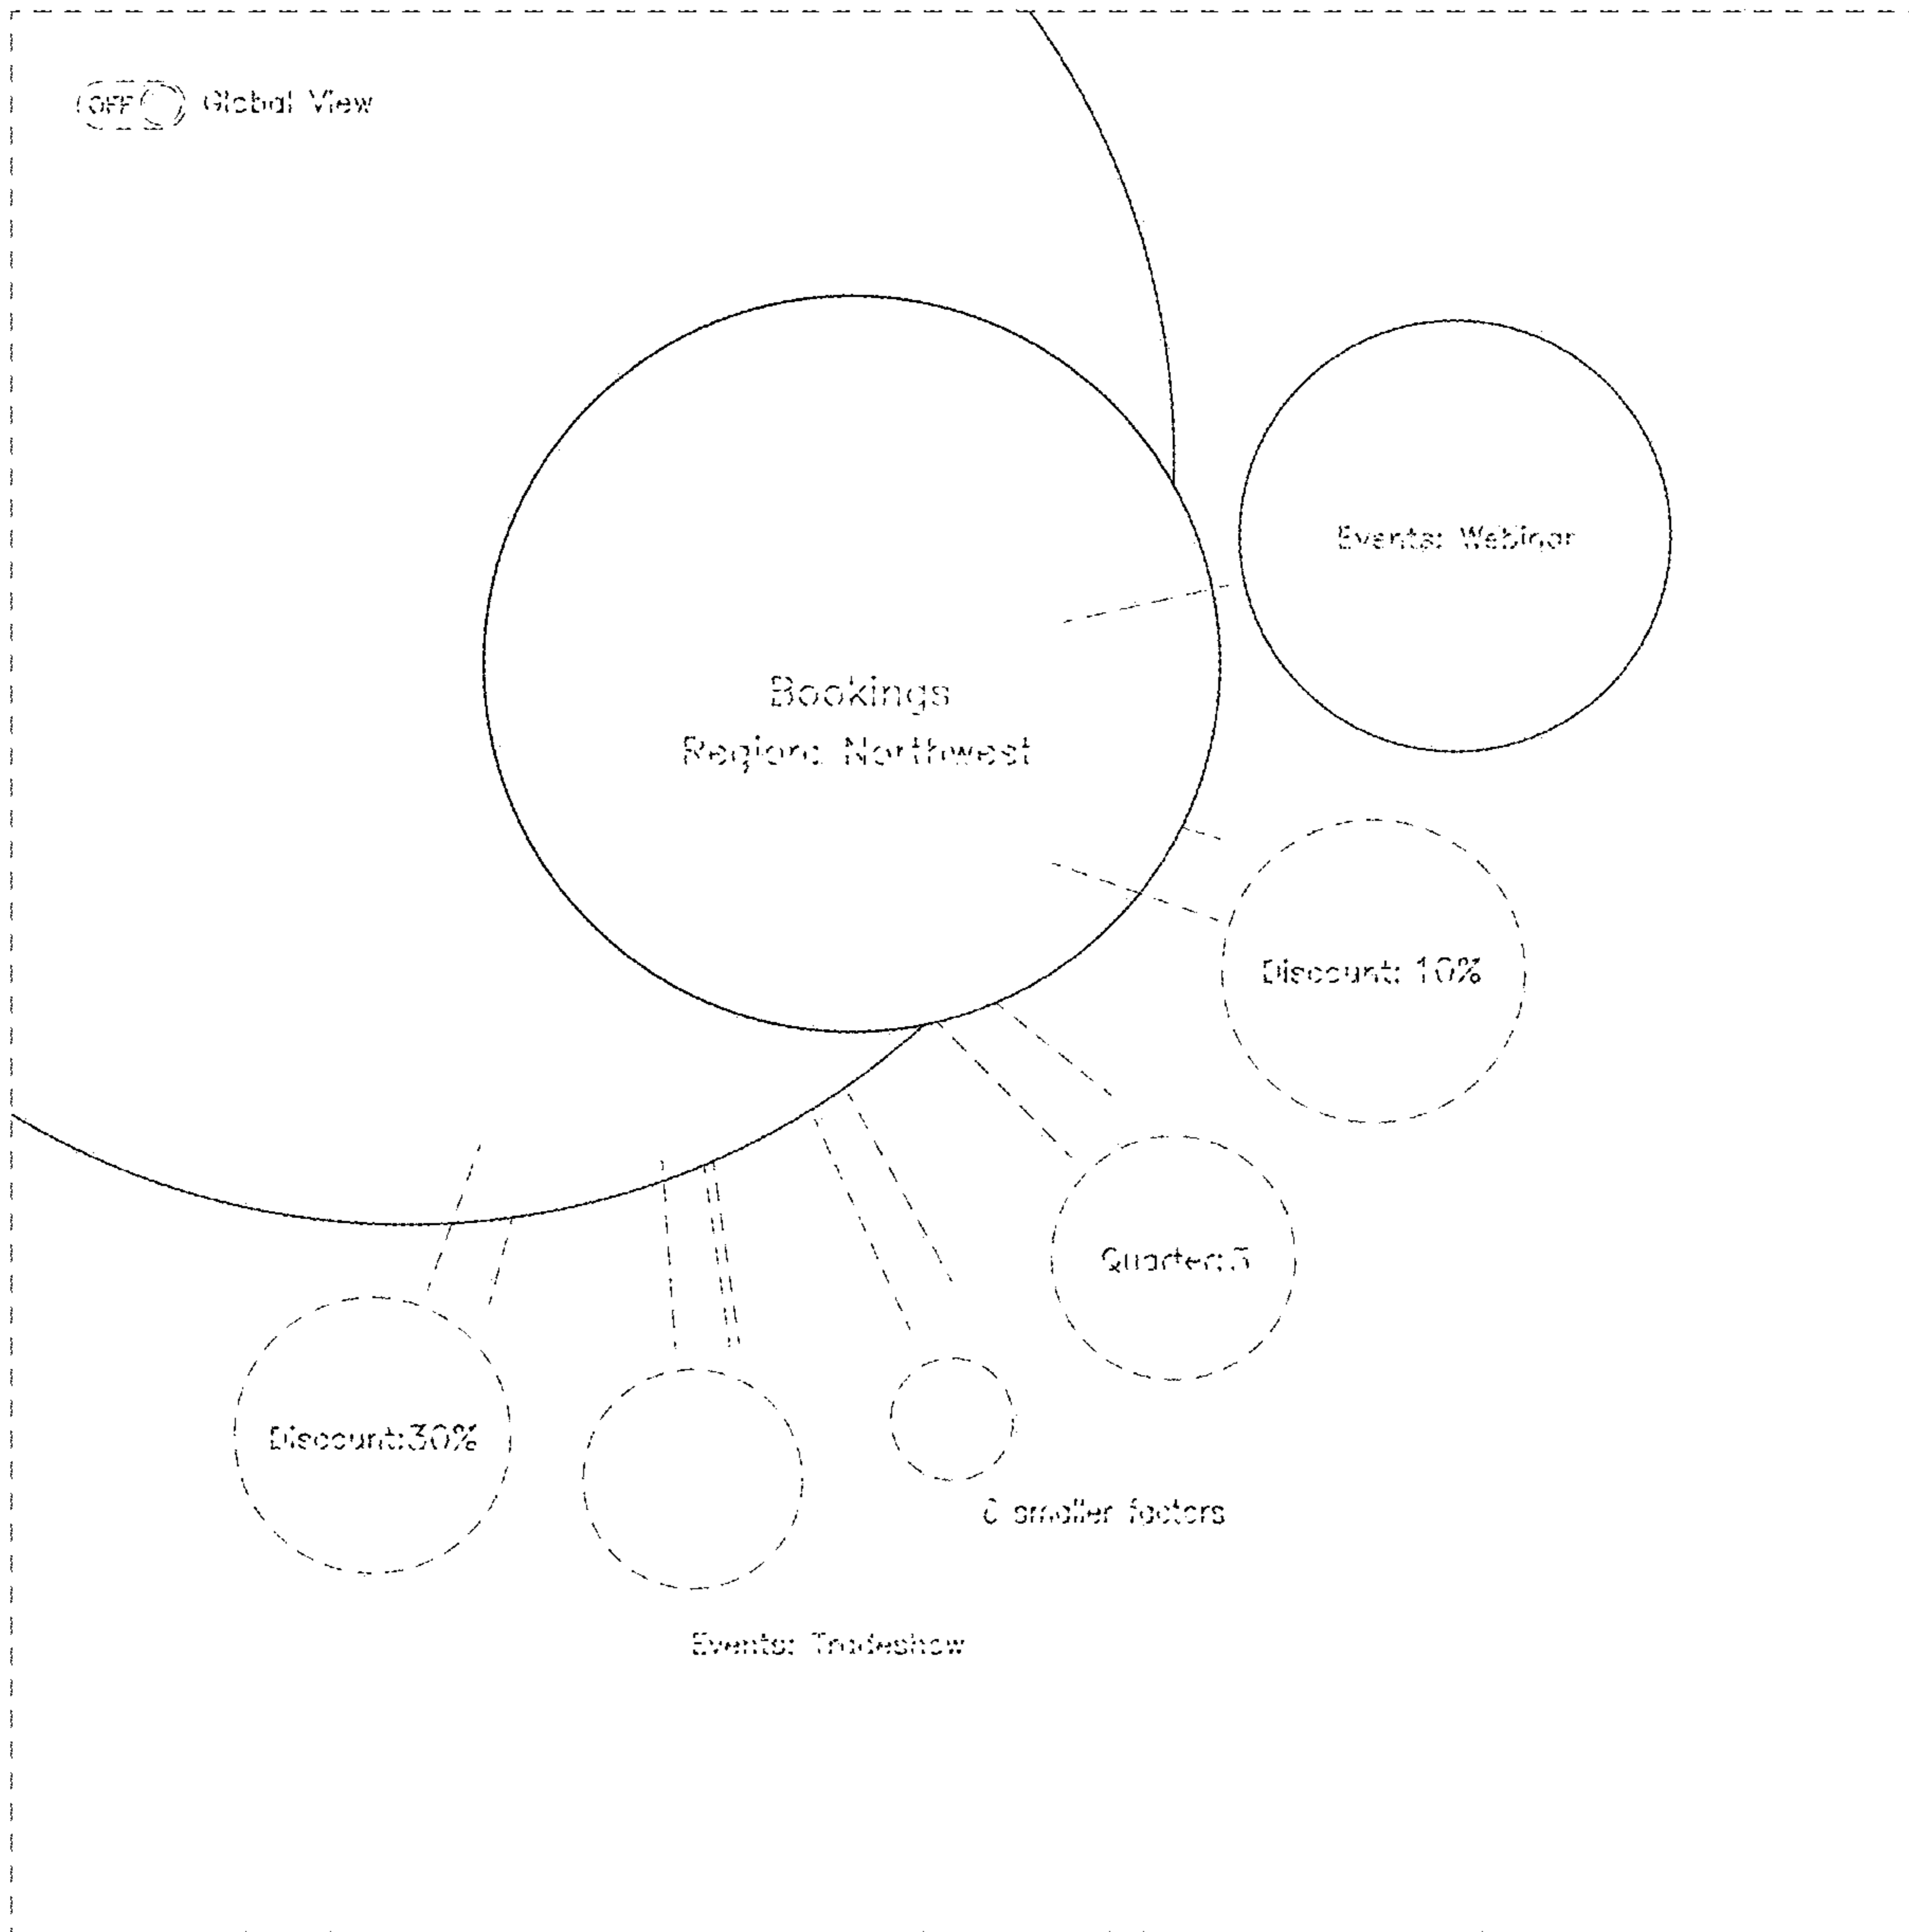 OFF Global View
Events: Webinar
Bookings
Region: Northwest
Discount: 10%
Quarter:3
Discount:30%
smaller factors
Events: Tradeshow